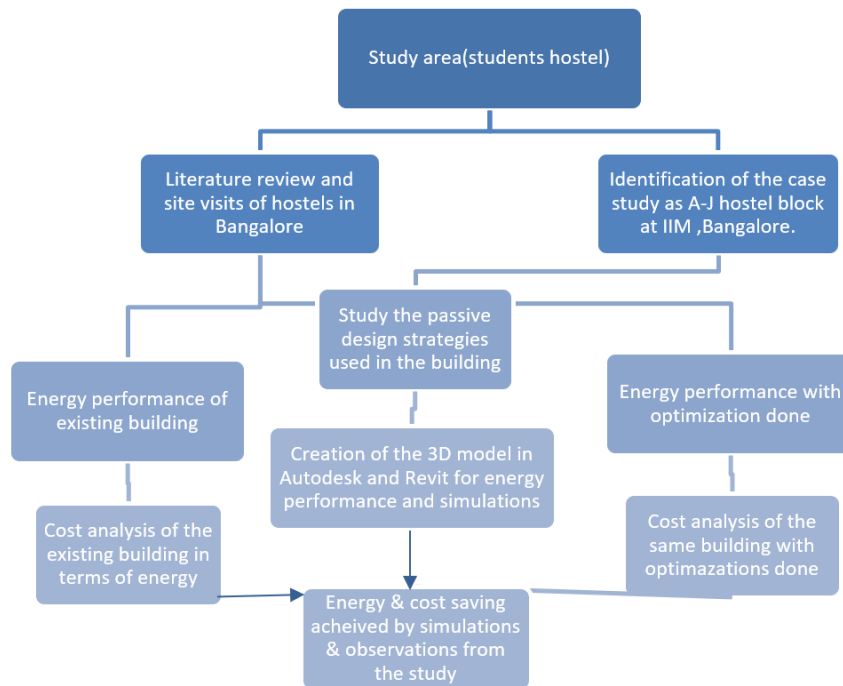 Study area(students hostel)
Literature review and
site visits of hostels in
Bangalore
Identification of the case
study as A-J hostel block
at IIM ,Bangalore.
Study the passive
design strategies
used in the building
Energy performance of
existing building
Energy performance with
optimization done
Creation of the 3D model in
Autodesk and Revit for energy
performance and simulations
Cost analysis of the
existing building in
terms of energy
Cost analysis of the
same building with
optimazations done
Energy & cost saving
acheived by simulations
& observations from
the study